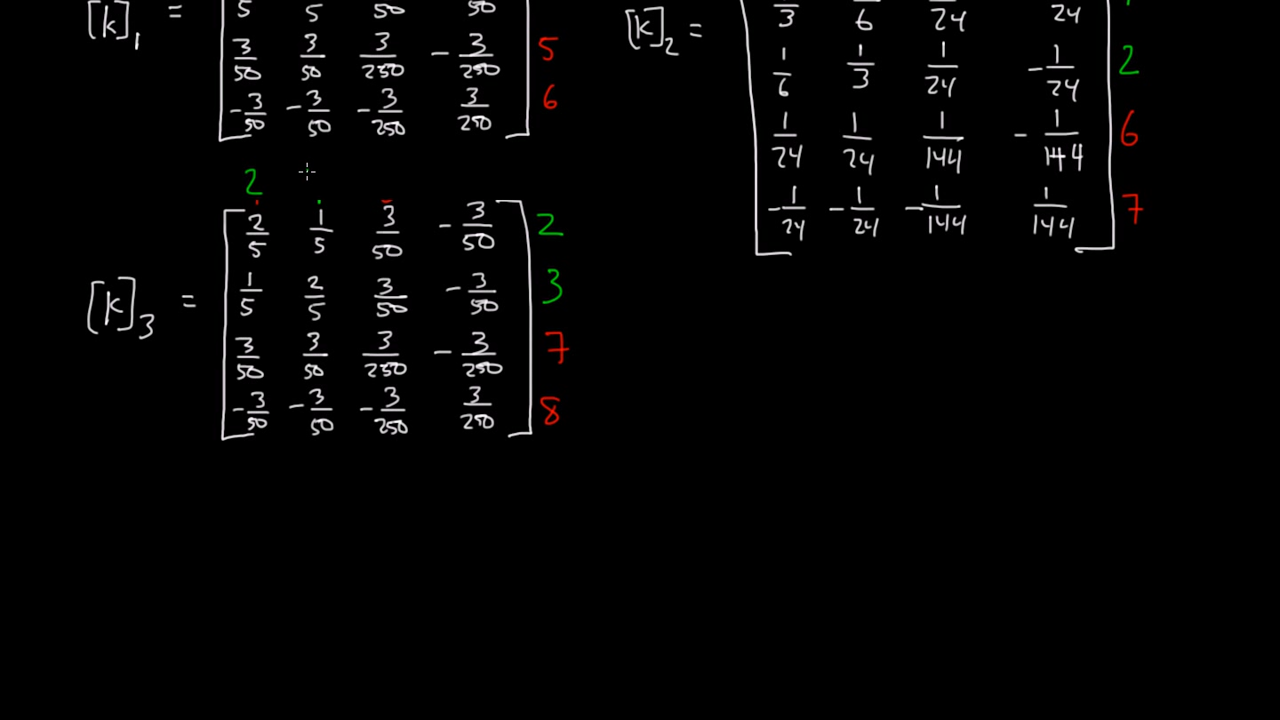 [k]₁ = 5 5 50 50
3/50 3/50 3/250 -3/250 5
-3/50 -3/50 -3/250 3/250 6
[k]₂ = 3 6 24 24
1/6 1/3 1/24 -1/24 2
1/24 1/24 1/144 -1/144 6
-1/24 -1/24 -1/144 1/144 7
2
2/5 1/5 3/50 -3/50 2
[k]₃ = 1/5 2/5 3/50 -3/50 3
3/50 3/50 3/250 -3/250 7
-3/50 -3/50 -3/250 3/250 8